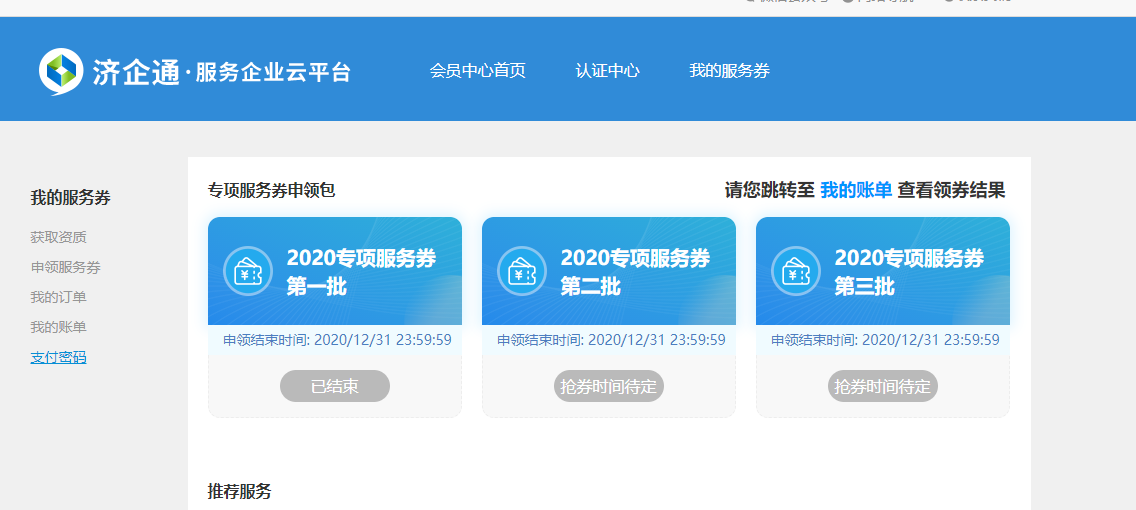 济企通·服务企业云平台
会员中心首页 认证中心 我的服务券
我的服务券
获取资质
申领服务券
我的订单
我的账单
支付密码
专项服务券申领包
请您跳转至 我的账单 查看领券结果
2020专项服务券
第一批
申领结束时间: 2020/12/31 23:59:59
已结束
2020专项服务券
第二批
申领结束时间: 2020/12/31 23:59:59
抢券时间待定
2020专项服务券
第三批
申领结束时间: 2020/12/31 23:59:59
抢券时间待定
推荐服务